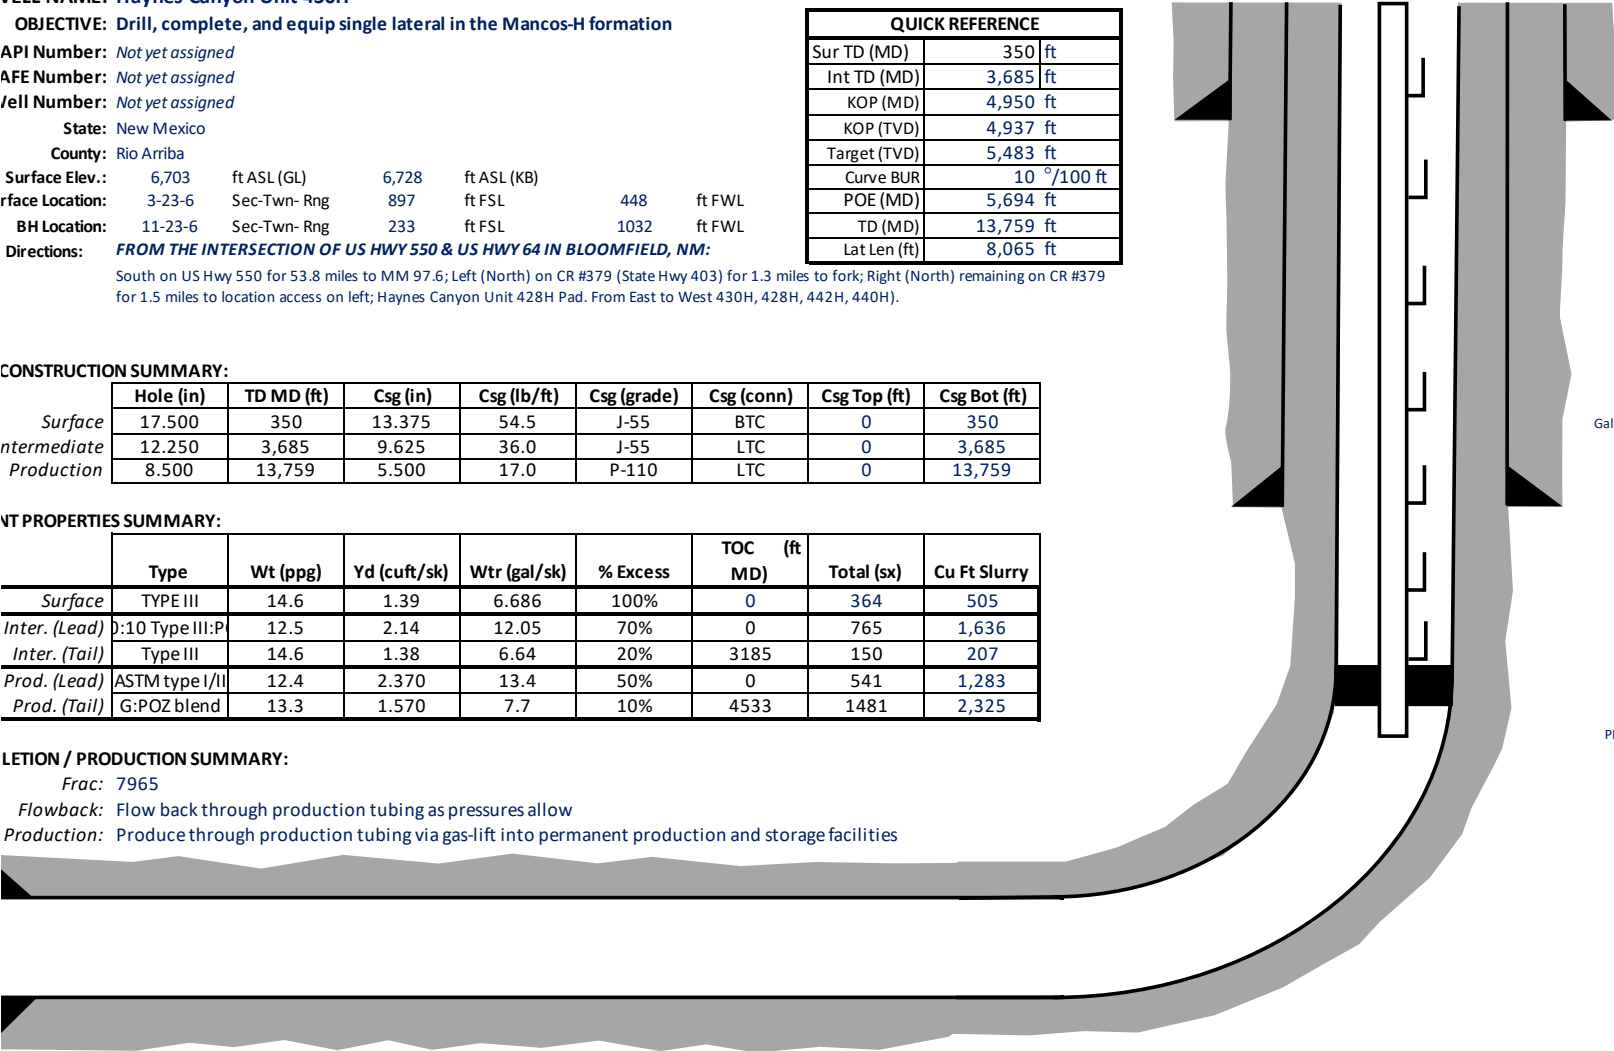 OBJECTIVE: Drill, complete, and equip single lateral in the Mancos-H formation
API Number: Not yet assigned
AFE Number: Not yet assigned
Number: Not yet assigned
State: New Mexico
County: Rio Arriba
Surface Elev.: 6,703 ft ASL (GL) 6,728 ft ASL (KB)
Location: 3-23-6 Sec-Twn- Rng 897 ft FSL 448 ft FWL
BH Location: 11-23-6 Sec-Twn- Rng 233 ft FSL 1032 ft FWL
Directions: FROM THE INTERSECTION OF US HWY 550 & US HWY 64 IN BLOOMFIELD, NM:
South on US Hwy 550 for 53.8 miles to MM 97.6; Left (North) on CR #379 (State Hwy 403) for 1.3 miles to fork; Right (North) remaining on CR #379
for 1.5 miles to location access on left; Haynes Canyon Unit 428H Pad. From East to West 430H, 428H, 442H, 440H).
QUICK REFERENCE
Sur TD (MD) 350 ft
Int TD (MD) 3,685 ft
KOP (MD) 4,950 ft
KOP (TVD) 4,937 ft
Target (TVD) 5,483 ft
Curve BUR 10 °/100 ft
POE (MD) 5,694 ft
TD (MD) 13,759 ft
Lat Len (ft) 8,065 ft
CONSTRUCTION SUMMARY:
Hole (in) TD MD (ft) Csg (in) Csg (lb/ft) Csg (grade) Csg (conn) Csg Top (ft) Csg Bot (ft)
Surface 17.500 350 13.375 54.5 J-55 BTC 0 350
ntermediate 12.250 3,685 9.625 36.0 J-55 LTC 0 3,685
Production 8.500 13,759 5.500 17.0 P-110 LTC 0 13,759
NT PROPERTIES SUMMARY:
Type Wt (ppg) Yd (cuft/sk) Wtr (gal/sk) % Excess TOC (ft MD) Total (sx) Cu Ft Slurry
Surface TYPE III 14.6 1.39 6.686 100% 0 364 505
Inter. (Lead) :10 Type III:P 12.5 2.14 12.05 70% 0 765 1,636
Inter. (Tail) Type III 14.6 1.38 6.64 20% 3185 150 207
Prod. (Lead) ASTM type I/II 12.4 2.370 13.4 50% 0 541 1,283
Prod. (Tail) G:POZ blend 13.3 1.570 7.7 10% 4533 1481 2,325
LETION / PRODUCTION SUMMARY:
Frac: 7965
Flowback: Flow back through production tubing as pressures allow
Production: Produce through production tubing via gas-lift into permanent production and storage facilities
Gal